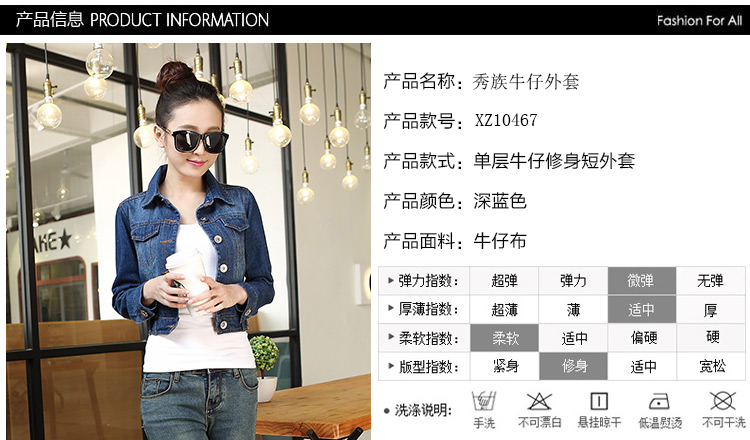 产品信息 PRODUCT INFORMATION Fashion For All
产品名称：秀族牛仔外套
产品款号：XZ10467
产品款式：单层牛仔修身短外套
产品颜色：深蓝色
产品面料：牛仔布
弹力指数： 超弹 弹力 微弹 无弹
厚薄指数： 超薄 薄 适中 厚
柔软指数： 柔软 适中 偏硬 硬
版型指数： 紧身 修身 适中 宽松
洗涤说明： 手洗 不可漂白 悬挂晾干 低温熨烫 不可干洗
AKE★